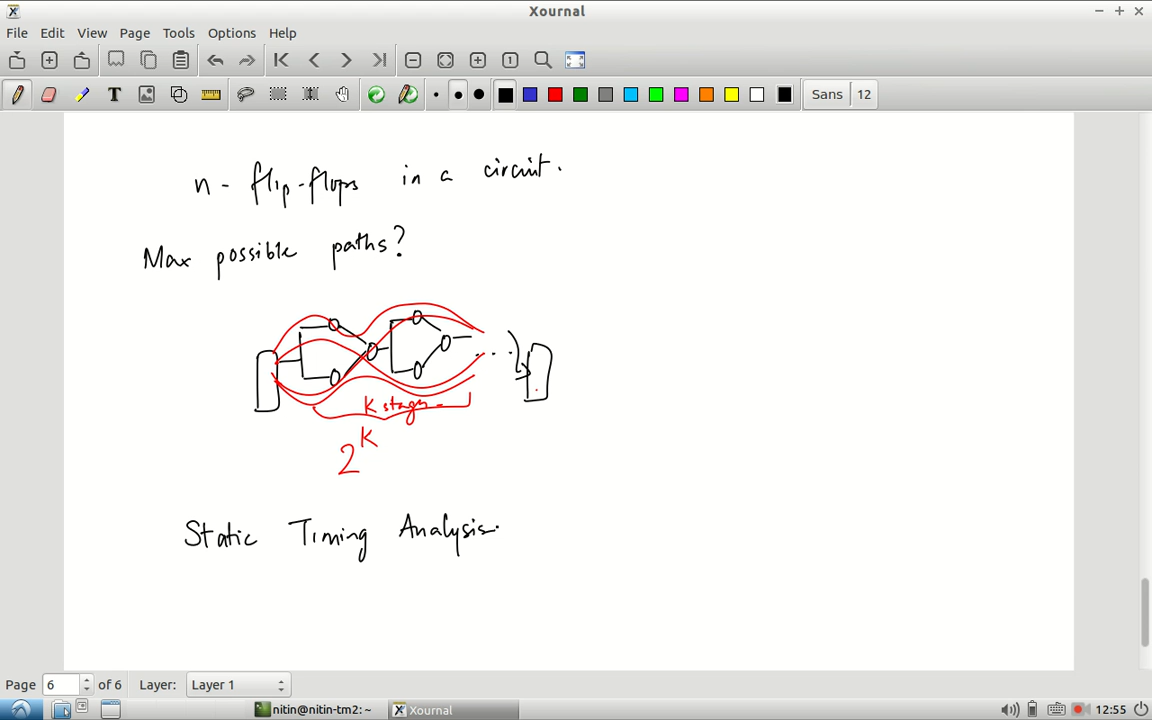 Xournal
File Edit View Page Tools Options Help
Sans 12
n - flip-flops in a circuit.
Max possible paths?
K stages
2^K
Static Timing Analysis.
Page 6 of 6 Layer: Layer 1
nitin@nitin-tm2: ~ Xournal 12:55